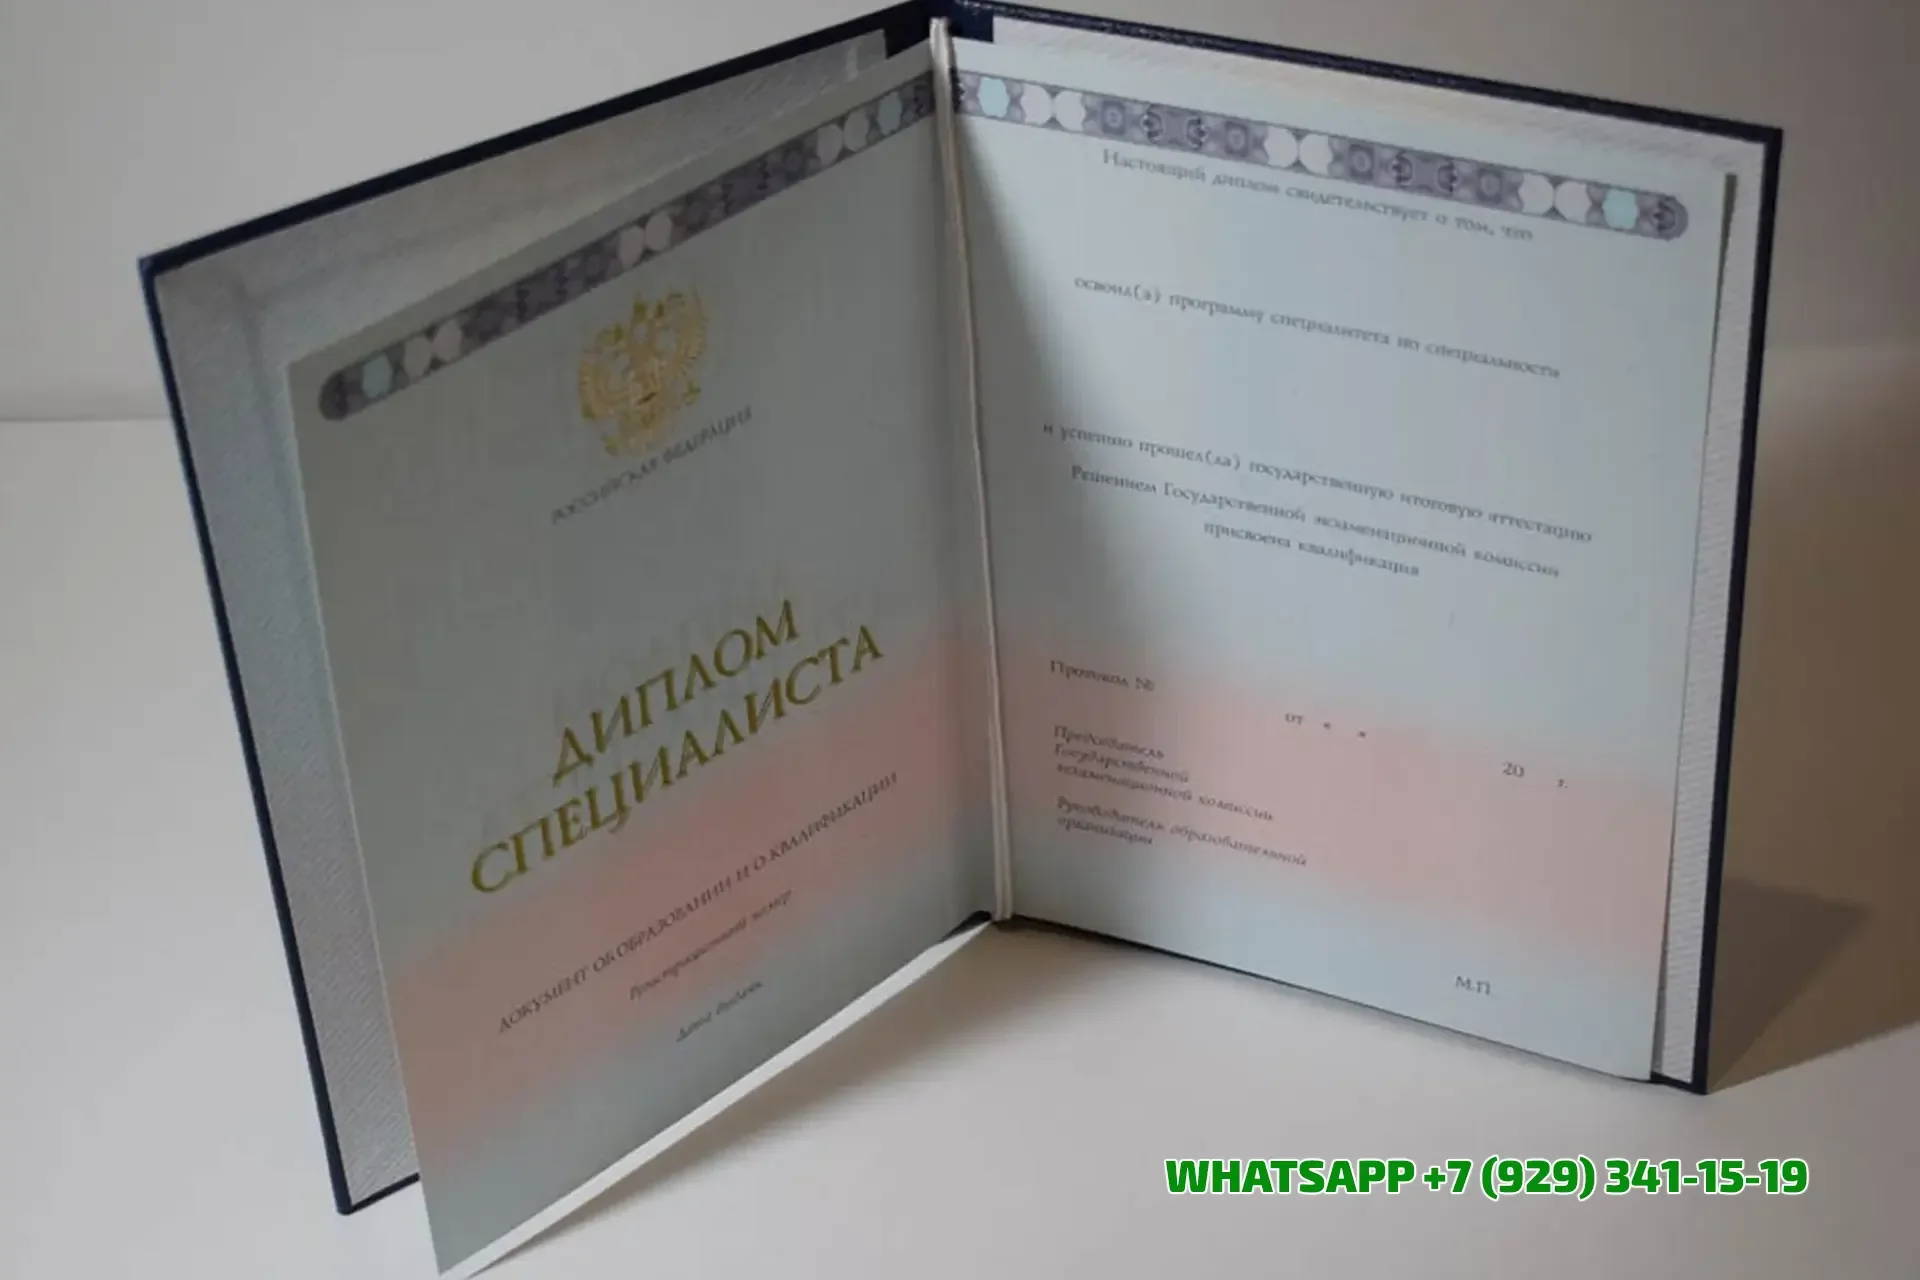 РОССИЙСКАЯ ФЕДЕРАЦИЯ
ДИПЛОМ
СПЕЦИАЛИСТА
ДОКУМЕНТ ОБ ОБРАЗОВАНИИ И О КВАЛИФИКАЦИИ
Регистрационный номер
Дата выдачи
Настоящий диплом свидетельствует о том, что
освоил(а) программу специалитета по специальности
и успешно прошел(ла) государственную итоговую аттестацию
Решением Государственной экзаменационной комиссии
присвоена квалификация
Протокол №
от « »
20 г.
Председатель
Государственной
экзаменационной комиссии
Руководитель образовательной
организации
М.П.
WHATSAPP +7 (929) 341-15-19